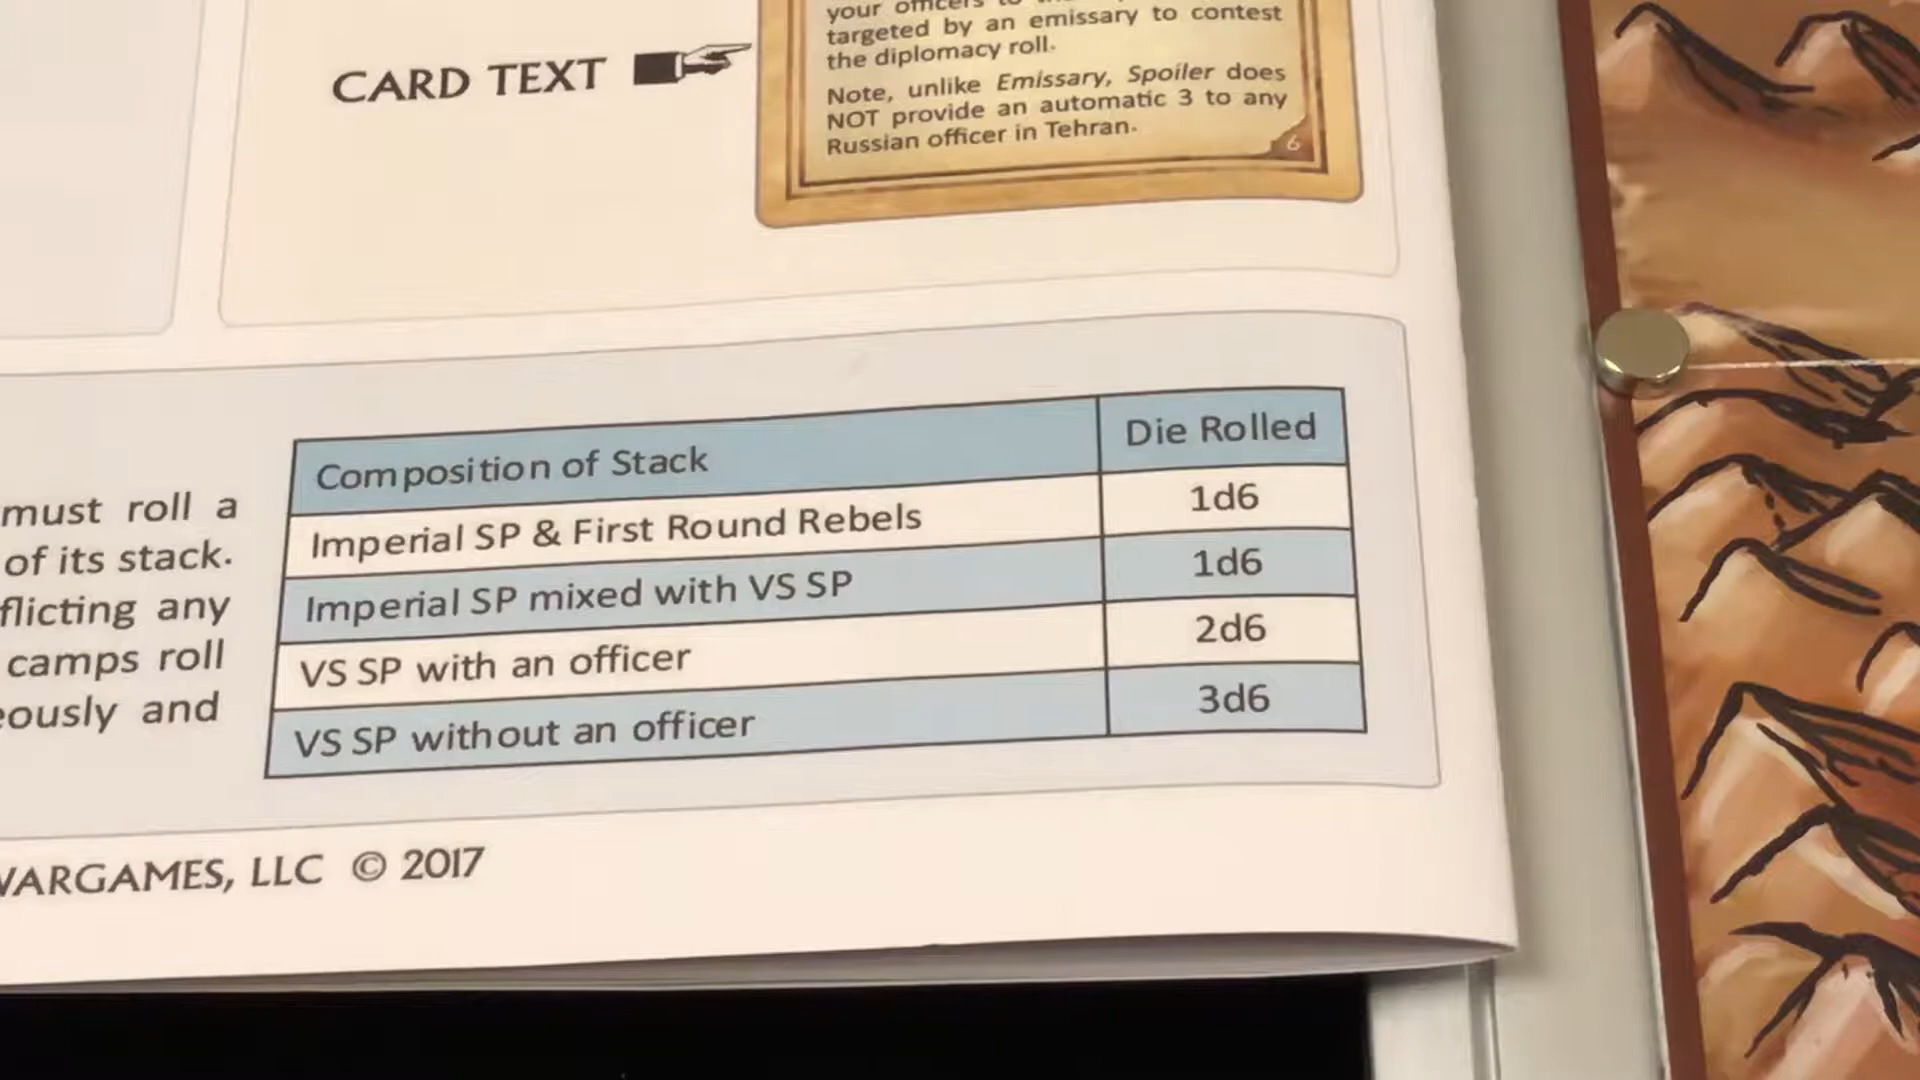 your officers to
targeted by an emissary to contest
the diplomacy roll.
Note, unlike Emissary, Spoiler does
NOT provide an automatic 3 to any
Russian officer in Tehran.
6
CARD TEXT
must roll a
of its stack.
flicting any
camps roll
eously and
Composition of Stack Die Rolled
Imperial SP & First Round Rebels 1d6
Imperial SP mixed with VS SP 1d6
VS SP with an officer 2d6
VS SP without an officer 3d6
WARGAMES, LLC © 2017